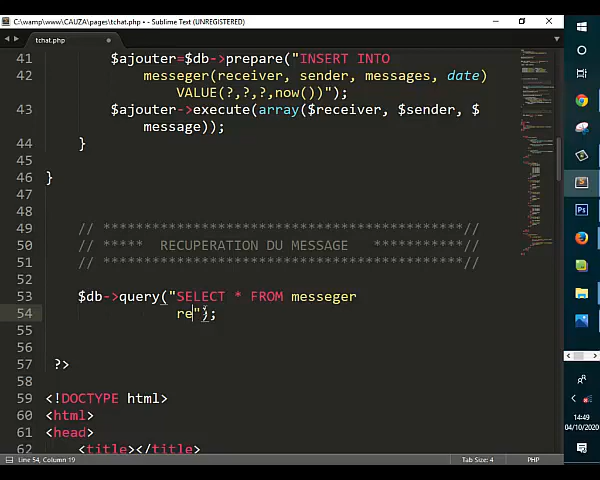 C:\wamp\www\CAUZA\pages\tchat.php • - Sublime Text (UNREGISTERED)
tchat.php
41 $ajouter=$db->prepare("INSERT INTO
42 messeger(receiver, sender, messages, date)
VALUE(?,?,?,now())");
43 $ajouter->execute(array($receiver, $sender, $
message));
44 }
45
46 }
47
48
49 // ***************************************//
50 // ***** RECUPERATION DU MESSAGE ***********//
51 // ***************************************//
52
53 $db->query("SELECT * FROM messeger
54 re");
55
56
57 ?>
58
59 <!DOCTYPE html>
60 <html>
61 <head>
62 <title></title>
Line 54, Column 19
Tab Size: 4
PHP
14:49
04/10/2020